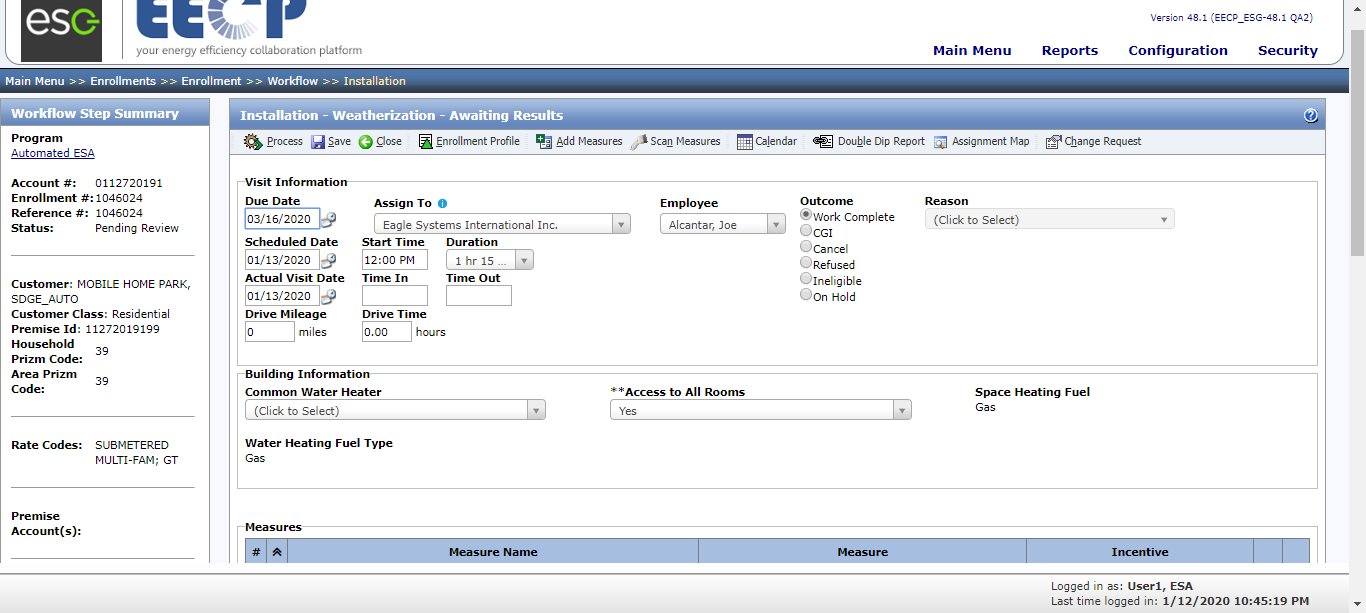 esg
EECP
your energy efficiency collaboration platform
Version 48.1 (EECP_ESG-48.1 QA2)
Main Menu Reports Configuration Security
Main Menu >> Enrollments >> Enrollment >> Workflow >> Installation
Workflow Step Summary
Program
Automated ESA
Account #: 0112720191
Enrollment #: 1046024
Reference #: 1046024
Status: Pending Review
Customer: MOBILE HOME PARK,
SDGE_AUTO
Customer Class: Residential
Premise Id: 11272019199
Household
Prizm Code: 39
Area Prizm
Code: 39
Rate Codes: SUBMETERED
MULTI-FAM; GT
Premise
Account(s):
Installation - Weatherization - Awaiting Results
Process Save Close Enrollment Profile Add Measures Scan Measures Calendar Double Dip Report Assignment Map Change Request
Visit Information
Due Date Assign To Employee Outcome Reason
03/16/2020 Eagle Systems International Inc. Alcantar, Joe Work Complete (Click to Select)
CGI
Scheduled Date Start Time Duration Cancel
01/13/2020 12:00 PM 1 hr 15 ... Refused
Actual Visit Date Time In Time Out Ineligible
01/13/2020 On Hold
Drive Mileage Drive Time
0 miles 0.00 hours
Building Information
Common Water Heater **Access to All Rooms Space Heating Fuel
(Click to Select) Yes Gas
Water Heating Fuel Type
Gas
Measures
# Measure Name Measure Incentive
Logged in as: User1, ESA
Last time logged in: 1/12/2020 10:45:19 PM